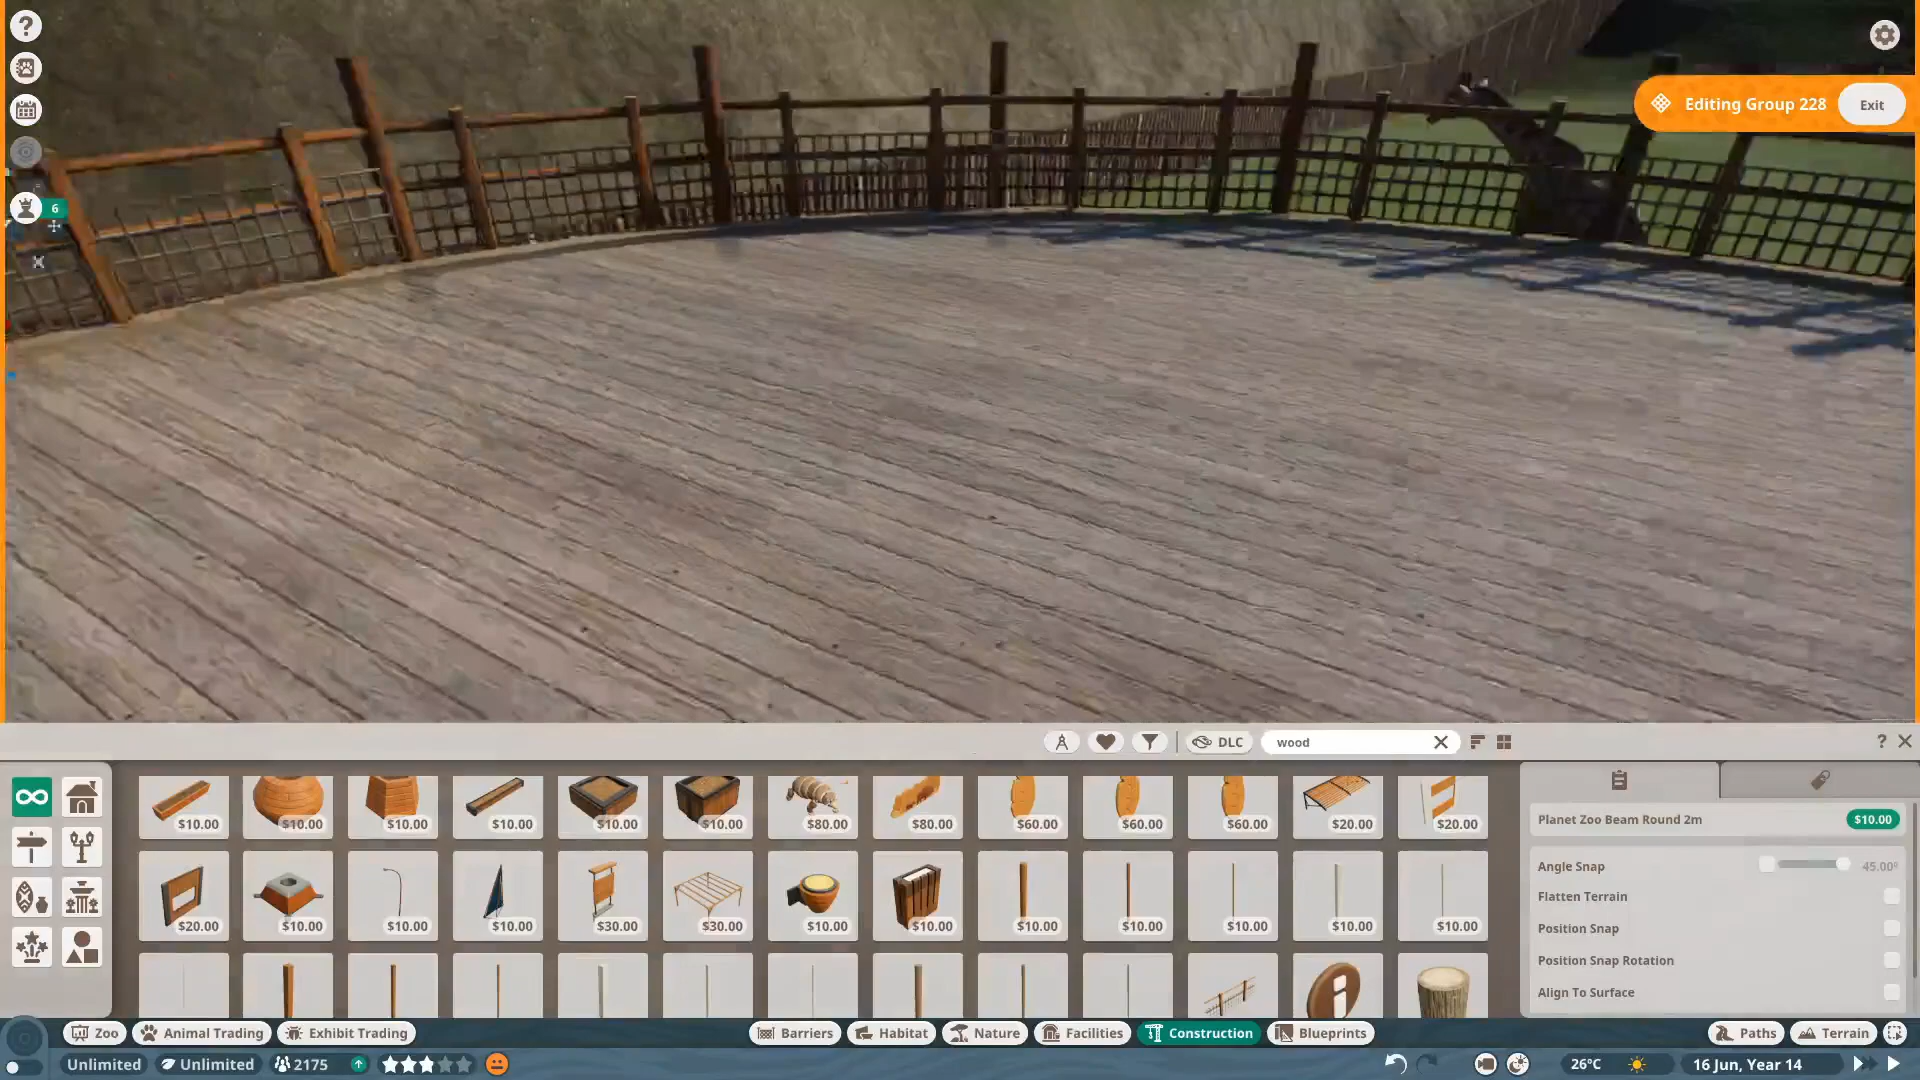 ?
Editing Group 228
Exit
6
DLC
wood
?
$10.00 $10.00 $10.00 $10.00 $10.00 $10.00 $80.00 $80.00 $60.00 $60.00 $60.00 $20.00 $20.00
$20.00 $10.00 $10.00 $10.00 $30.00 $30.00 $10.00 $10.00 $10.00 $10.00 $10.00 $10.00 $10.00
Planet Zoo Beam Round 2m $10.00
Angle Snap 45.00°
Flatten Terrain
Position Snap
Position Snap Rotation
Align To Surface
Zoo Animal Trading Exhibit Trading Barriers Habitat Nature Facilities Construction Blueprints Paths Terrain
Unlimited Unlimited 2175 26°C 16 Jun, Year 14